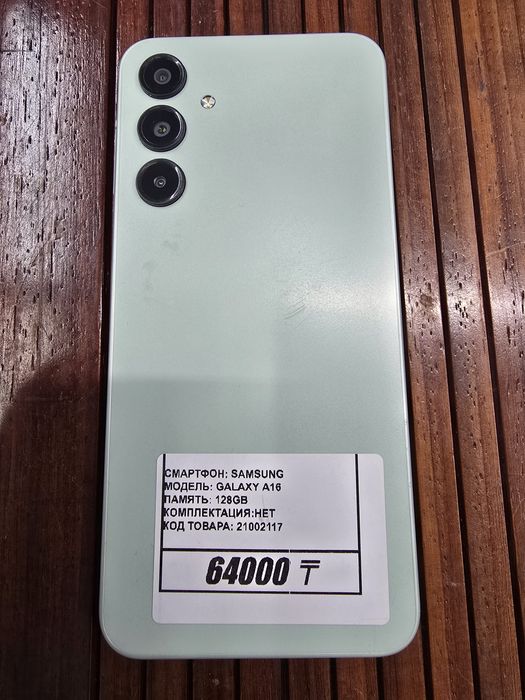 СМАРТФОН: SAMSUNG
МОДЕЛЬ: GALAXY A16
ПАМЯТЬ: 128GB
КОМПЛЕКТАЦИЯ:НЕТ
КОД ТОВАРА: 21002117
64000 ₸